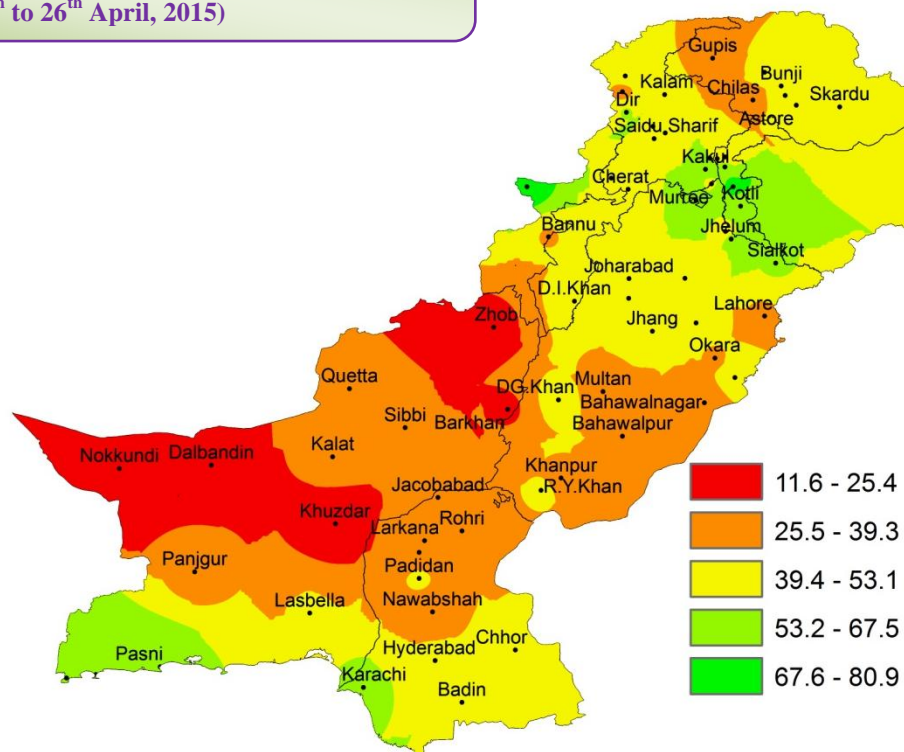 to 26th April, 2015)
Gupis
Bunji
Kalam
Chilas
Skardu
Dir
Astore
Saidu Sharif
Kakul
Cherat
Murree
Kotli
Bannu
Jhelum
Sialkot
Joharabad
D.I.Khan
Lahore
Zhob
Jhang
Okara
Quetta
DG.Khan
Multan
Bahawalnagar
Sibbi
Barkhan
Bahawalpur
Kalat
Nokkundi
Dalbandin
Khanpur
R.Y.Khan
Jacobabad
Khuzdar
Larkana
Rohri
Panjgur
Padidan
Lasbella
Nawabshah
Chhor
Hyderabad
Pasni
Karachi
Badin
11.6 - 25.4
25.5 - 39.3
39.4 - 53.1
53.2 - 67.5
67.6 - 80.9